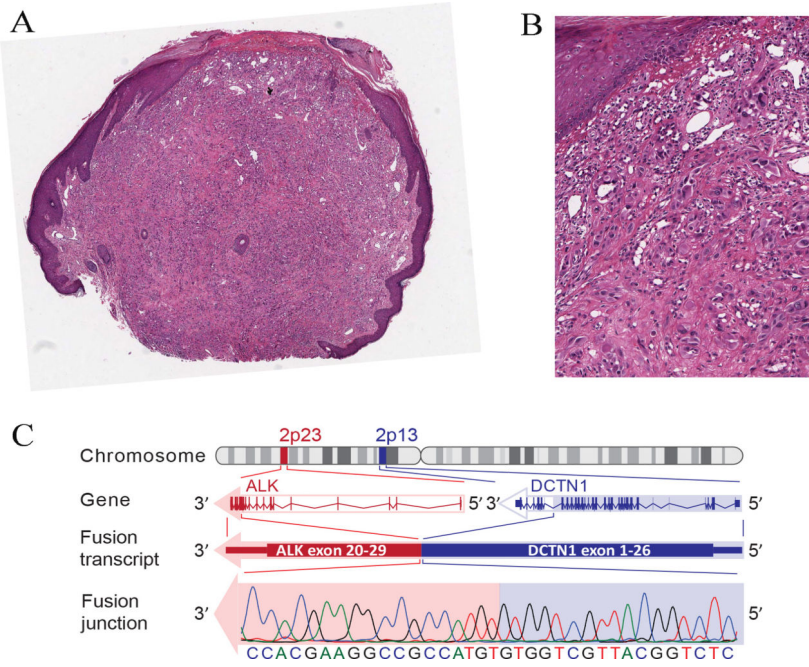 A
B
C
2p23 2p13
Chromosome
ALK DCTN1
Gene 3′ 5′ 3′ 5′
Fusion
transcript 3′ ALK exon 20-29 DCTN1 exon 1-26 5′
Fusion
junction 3′ 5′
CCACGAAGGCCGCCATGTGTGGTCGTTACGGTCTC